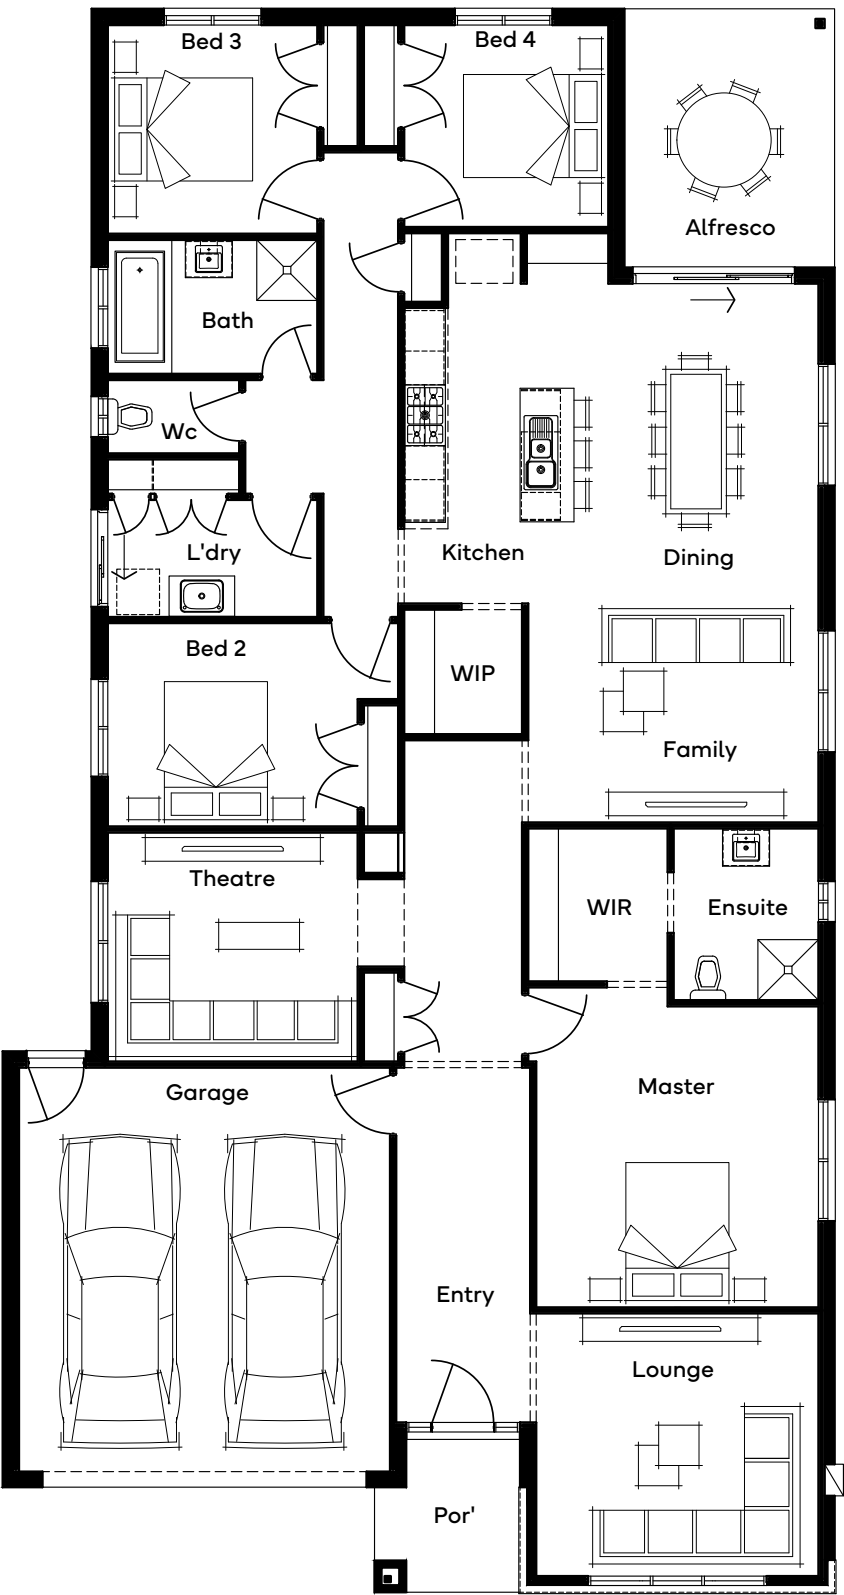 Bed 3
Bed 4
Alfresco
Bath
Wc
L'dry
Kitchen
Dining
Bed 2
WIP
Family
Theatre
WIR
Ensuite
Garage
Master
Entry
Lounge
Por'